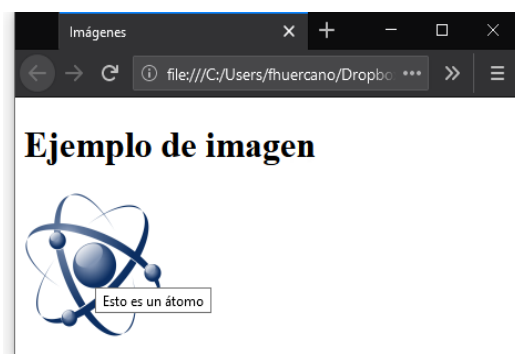 Imágenes
file:///C:/Users/fhuercano/Dropbo
Ejemplo de imagen
Esto es un átomo